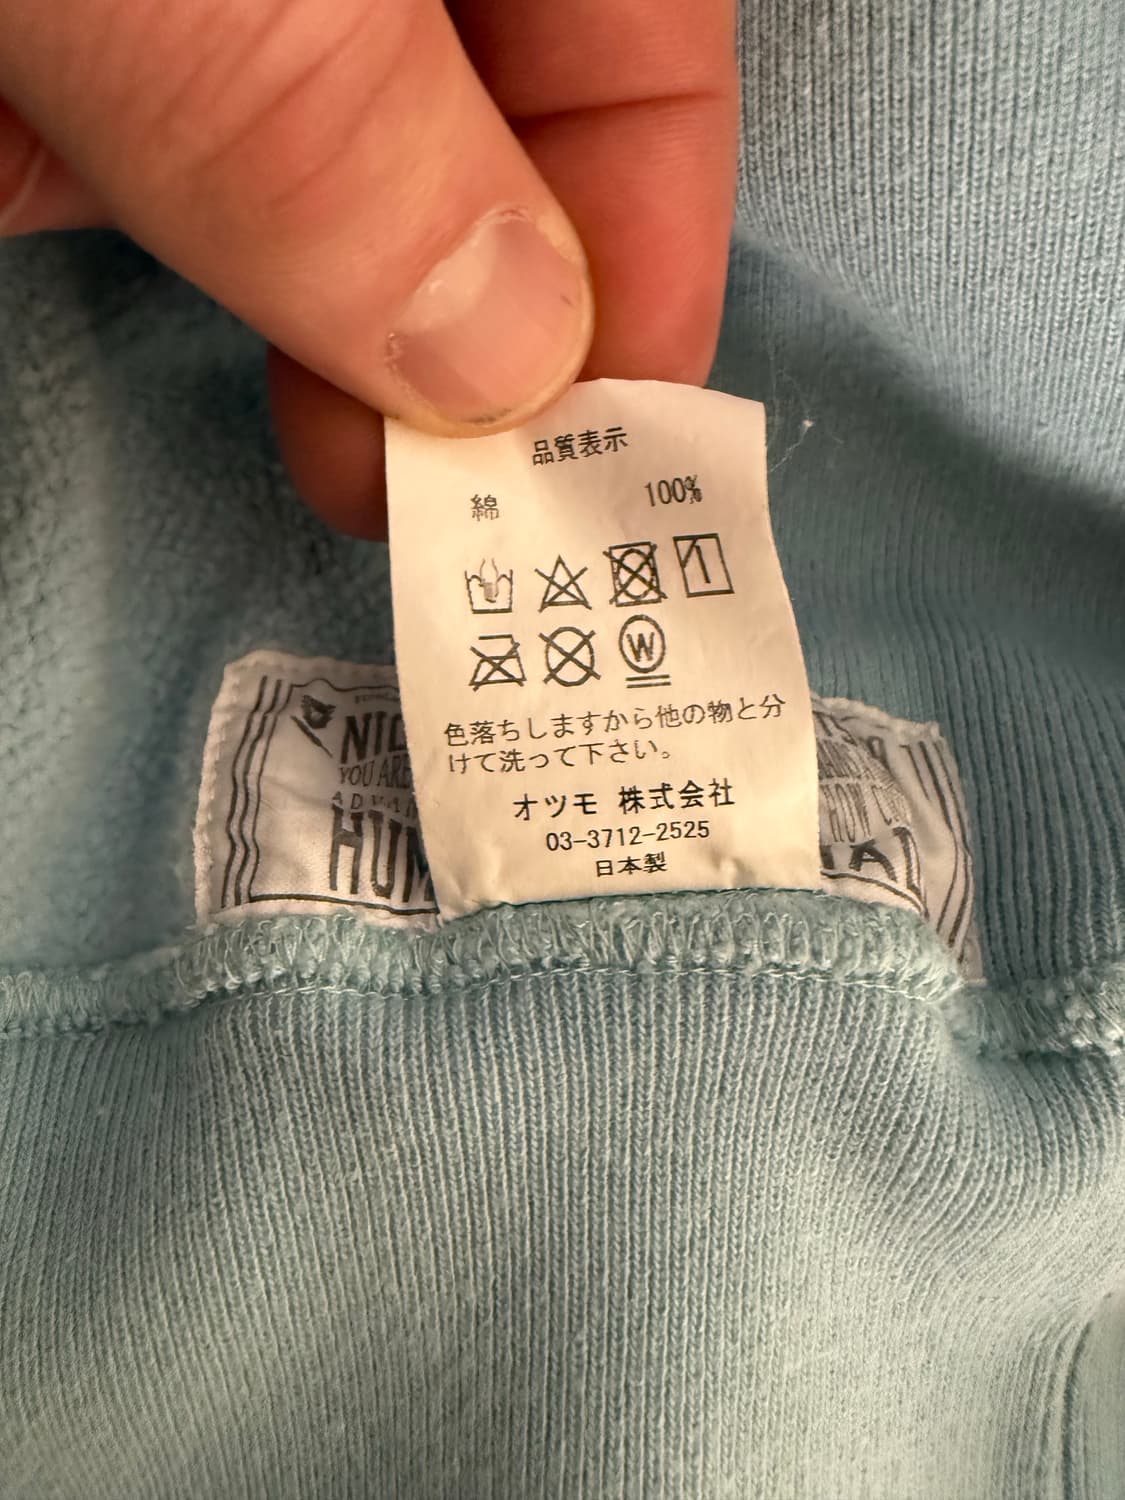 品質表示
綿 100%
W
色落ちしますから他の物と分
けて洗って下さい。
オツモ 株式会社
03-3712-2525
日本製
YOU ARE